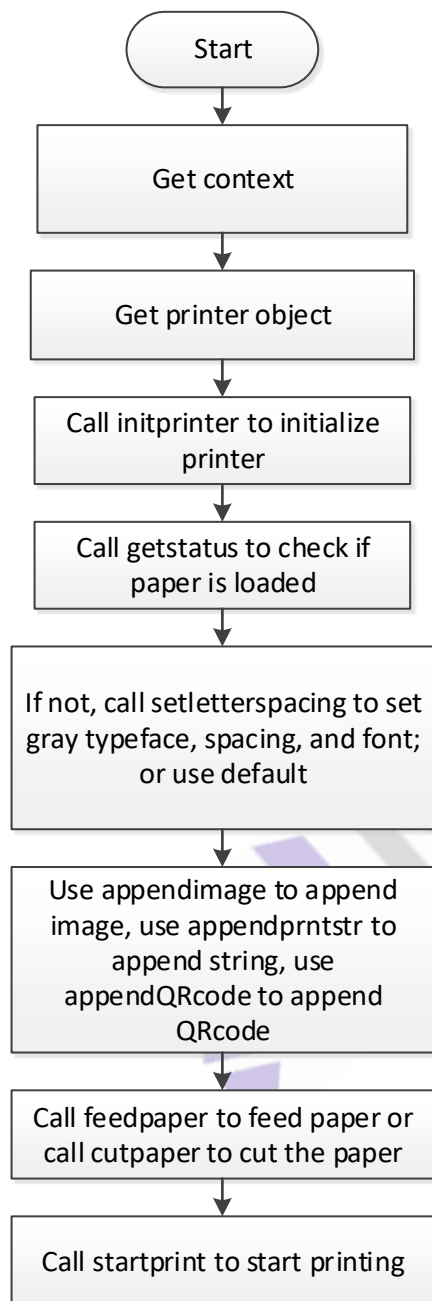 Start
Get context
Get printer object
Call initprinter to initialize
printer
Call getstatus to check if
paper is loaded
If not, call setletterspacing to set
gray typeface, spacing, and font;
or use default
Use appendimage to append
image, use appendprntstr to
append string, use
appendQRcode to append
QRcode
Call feedpaper to feed paper or
call cutpaper to cut the paper
Call startprint to start printing